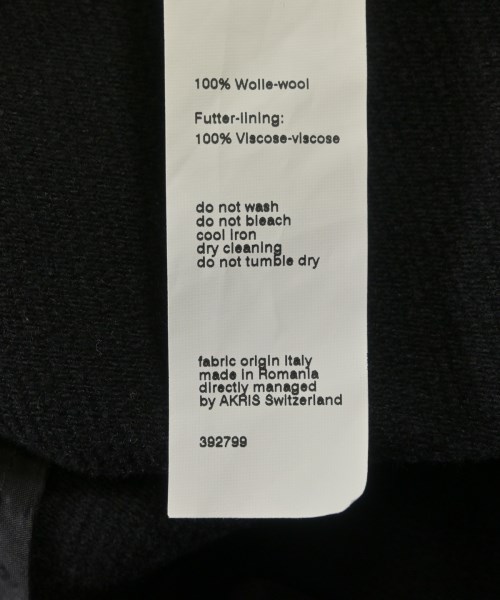 100% Wolle-wool
Futter-lining:
100% Viscose-viscose
do not wash
do not bleach
cool iron
dry cleaning
do not tumble dry
fabric origin Italy
made in Romania
directly managed
by AKRIS Switzerland
392799